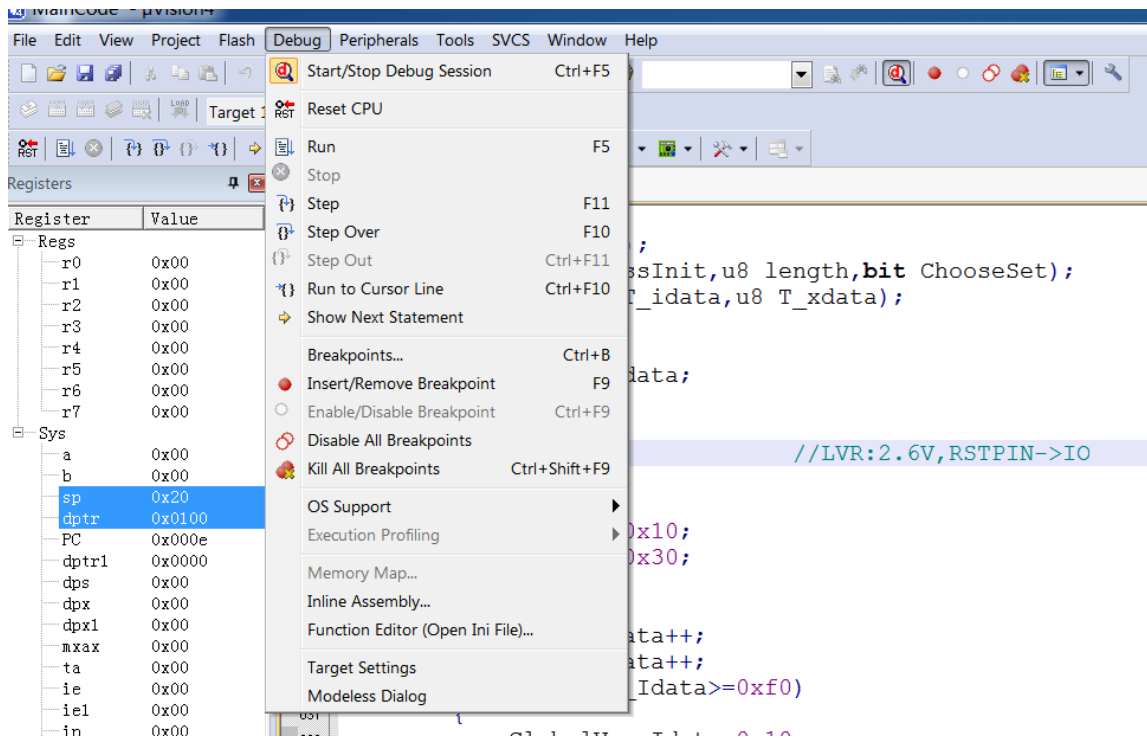 MainCode - µVision4
File Edit View Project Flash Debug Peripherals Tools SVCS Window Help
Start/Stop Debug Session Ctrl+F5
LOAD Target 1
RST Reset CPU
RST Run F5
Stop
Registers
Step F11
Register Value
Step Over F10
Regs
);
r0 0x00
Step Out Ctrl+F11
ssInit,u8 length,bit ChooseSet);
r1 0x00
Run to Cursor Line Ctrl+F10
T_idata,u8 T_xdata);
r2 0x00
Show Next Statement
r3 0x00
r4 0x00
Breakpoints... Ctrl+B
r5 0x00
data;
r6 0x00
Insert/Remove Breakpoint F9
r7 0x00
Enable/Disable Breakpoint Ctrl+F9
Sys
Disable All Breakpoints
a 0x00
//LVR:2.6V,RSTPIN->IO
b 0x00
Kill All Breakpoints Ctrl+Shift+F9
sp 0x20
OS Support
dptr 0x0100
Execution Profiling
0x10;
PC 0x000e
0x30;
dptr1 0x0000
Memory Map...
dps 0x00
Inline Assembly...
dpx 0x00
Function Editor (Open Ini File)...
dpx1 0x00
ata++;
mxax 0x00
Target Settings
ata++;
ta 0x00
_Idata>=0xf0)
ie 0x00
Modeless Dialog
ie1 0x00
031 {
in 0x00